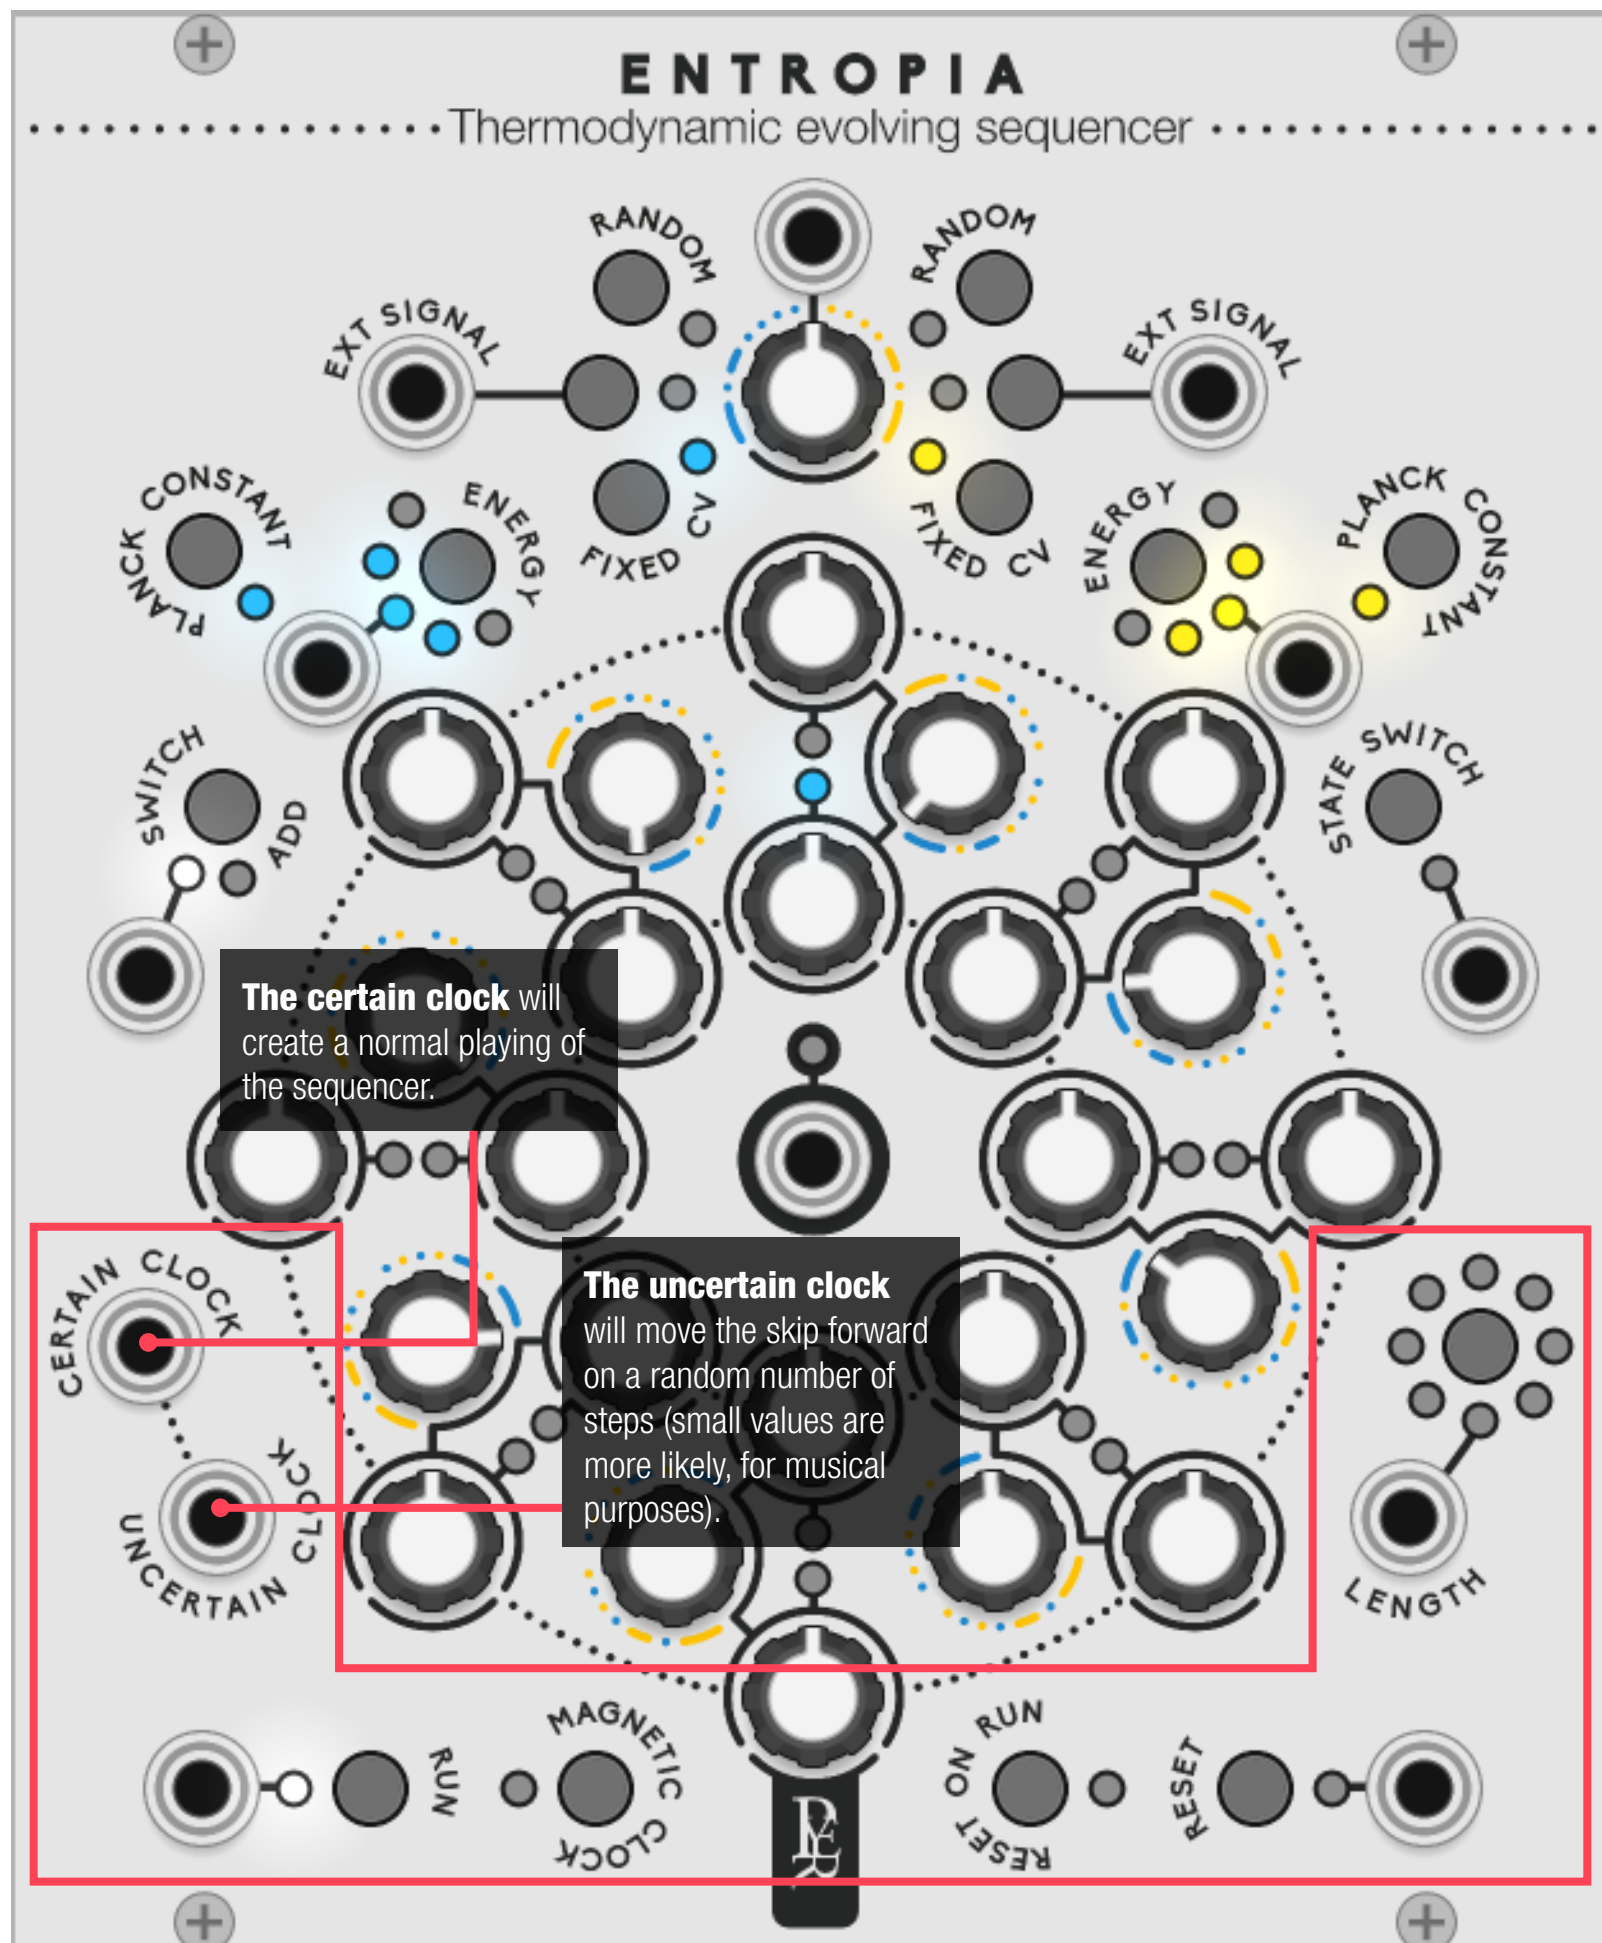 ENTROPIA
Thermodynamic evolving sequencer
RANDOM
RANDOM
EXT SIGNAL
EXT SIGNAL
PLANCK CONSTANT
ENERGY
FIXED CV
FIXED CV
ENERGY
PLANCK CONSTANT
SWITCH
ADD
STATE SWITCH
The certain clock will
create a normal playing of
the sequencer.
CERTAIN CLOCK
The uncertain clock
will move the skip forward
on a random number of
steps (small values are
more likely, for musical
purposes).
UNCERTAIN CLOCK
LENGTH
RUN
MAGNETIC CLOCK
RESET ON RUN
RESET